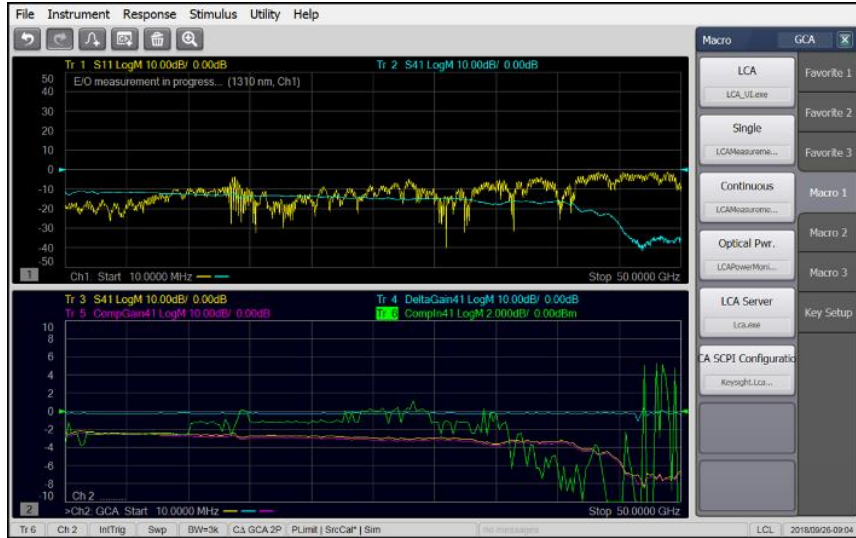 File Instrument Response Stimulus Utility Help
Macro GCA X
Tr 1 S11 LogM 10.00dB/ 0.00dB Tr 2 S41 LogM 10.00dB/ 0.00dB
E/O measurement in progress... (1310 nm, Ch1)
50
40
30
20
10
0
-10
-20
-30
-40
-50
1 Ch1: Start 10.0000 MHz Stop 50.0000 GHz
Tr 3 S41 LogM 10.00dB/ 0.00dB Tr 4 DeltaGain41 LogM 10.00dB/ 0.00dB
Tr 5 CompGain41 LogM 10.00dB/ 0.00dB Tr 6 CompIn41 LogM 2.000dB/ 0.00dBm
10
8
6
4
2
0
-2
-4
-6
-8
-10
Ch 2
2 >Ch2: GCA Start 10.0000 MHz Stop 50.0000 GHz
LCA
LCA_UI.exe
Single
LCAMeasureme...
Continuous
LCAMeasureme...
Optical Pwr.
LCAPowerMoni...
LCA Server
Lca.exe
CA SCPI Configuratio
Keysight.Lca...
Favorite 1
Favorite 2
Favorite 3
Macro 1
Macro 2
Macro 3
Key Setup
Tr 6 Ch 2 IntTrig Swp BW=3k CΔ GCA 2P PLimit | SrcCal* | Sim no messages LCL 2018/09/26-09:04